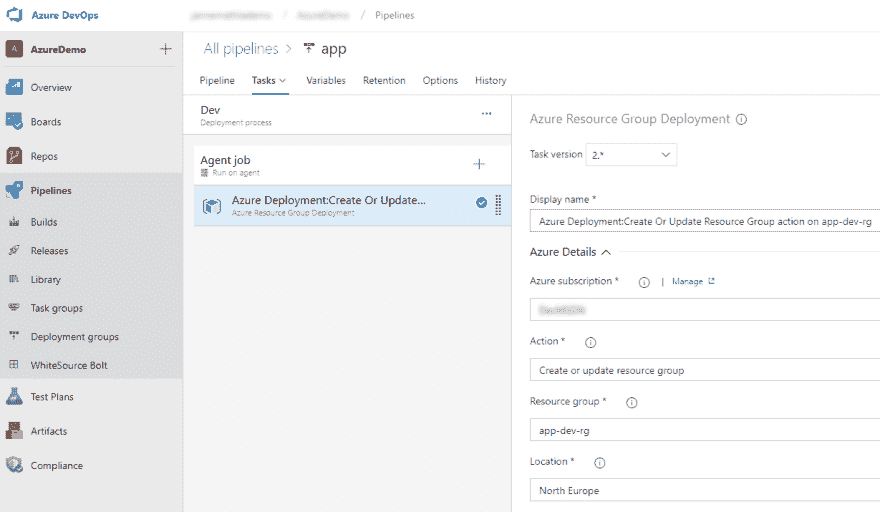 Azure DevOps
/
/ Pipelines
A AzureDemo
Overview
Boards
Repos
Pipelines
Builds
Releases
Library
Task groups
Deployment groups
WhiteSource Bolt
Test Plans
Artifacts
Compliance
All pipelines > app
Pipeline Tasks Variables Retention Options History
Dev
Deployment process
...
Agent job
Run on agent
Azure Deployment:Create Or Update...
Azure Resource Group Deployment
Azure Resource Group Deployment
Task version 2.*
Display name *
Azure Deployment:Create Or Update Resource Group action on app-dev-rg
Azure Details
Azure subscription * | Manage
Action *
Create or update resource group
Resource group *
app-dev-rg
Location *
North Europe